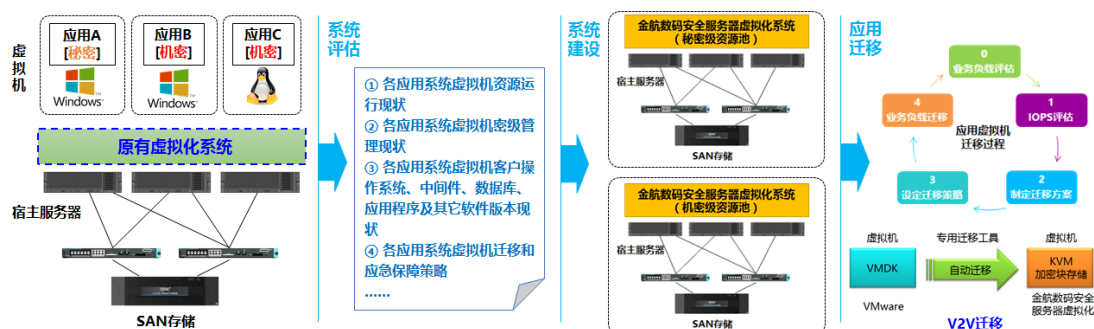 虚拟机
应用A
[秘密]
Windows
应用B
[机密]
Windows
应用C
[机密]
原有虚拟化系统
宿主服务器
SAN存储
系统
评估
① 各应用系统虚拟机资源运
行现状
② 各应用系统虚拟机密级管
理现状
③ 各应用系统虚拟机客户操
作系统、中间件、数据库、
应用程序及其它软件版本现
状
④ 各应用系统虚拟机迁移和
应急保障策略
……
系统
建设
金航数码安全服务器虚拟化系统
（秘密级资源池）
宿主服务器
SAN存储
金航数码安全服务器虚拟化系统
（机密级资源池）
宿主服务器
SAN存储
应用
迁移
0
业务负载评估
1
IOPS评估
2
制定迁移方案
3
设定迁移策略
4
业务负载迁移
应用虚拟机
迁移过程
虚拟机
专用迁移工具
虚拟机
VMDK
自动迁移
KVM
加密块存储
VMware
金航数码安全
服务器虚拟化
V2V迁移